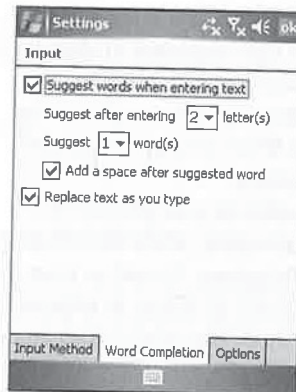 Settings ok
Input
Suggest words when entering text
Suggest after entering 2 letter(s)
Suggest 1 word(s)
Add a space after suggested word
Replace text as you type
Input Method Word Completion Options